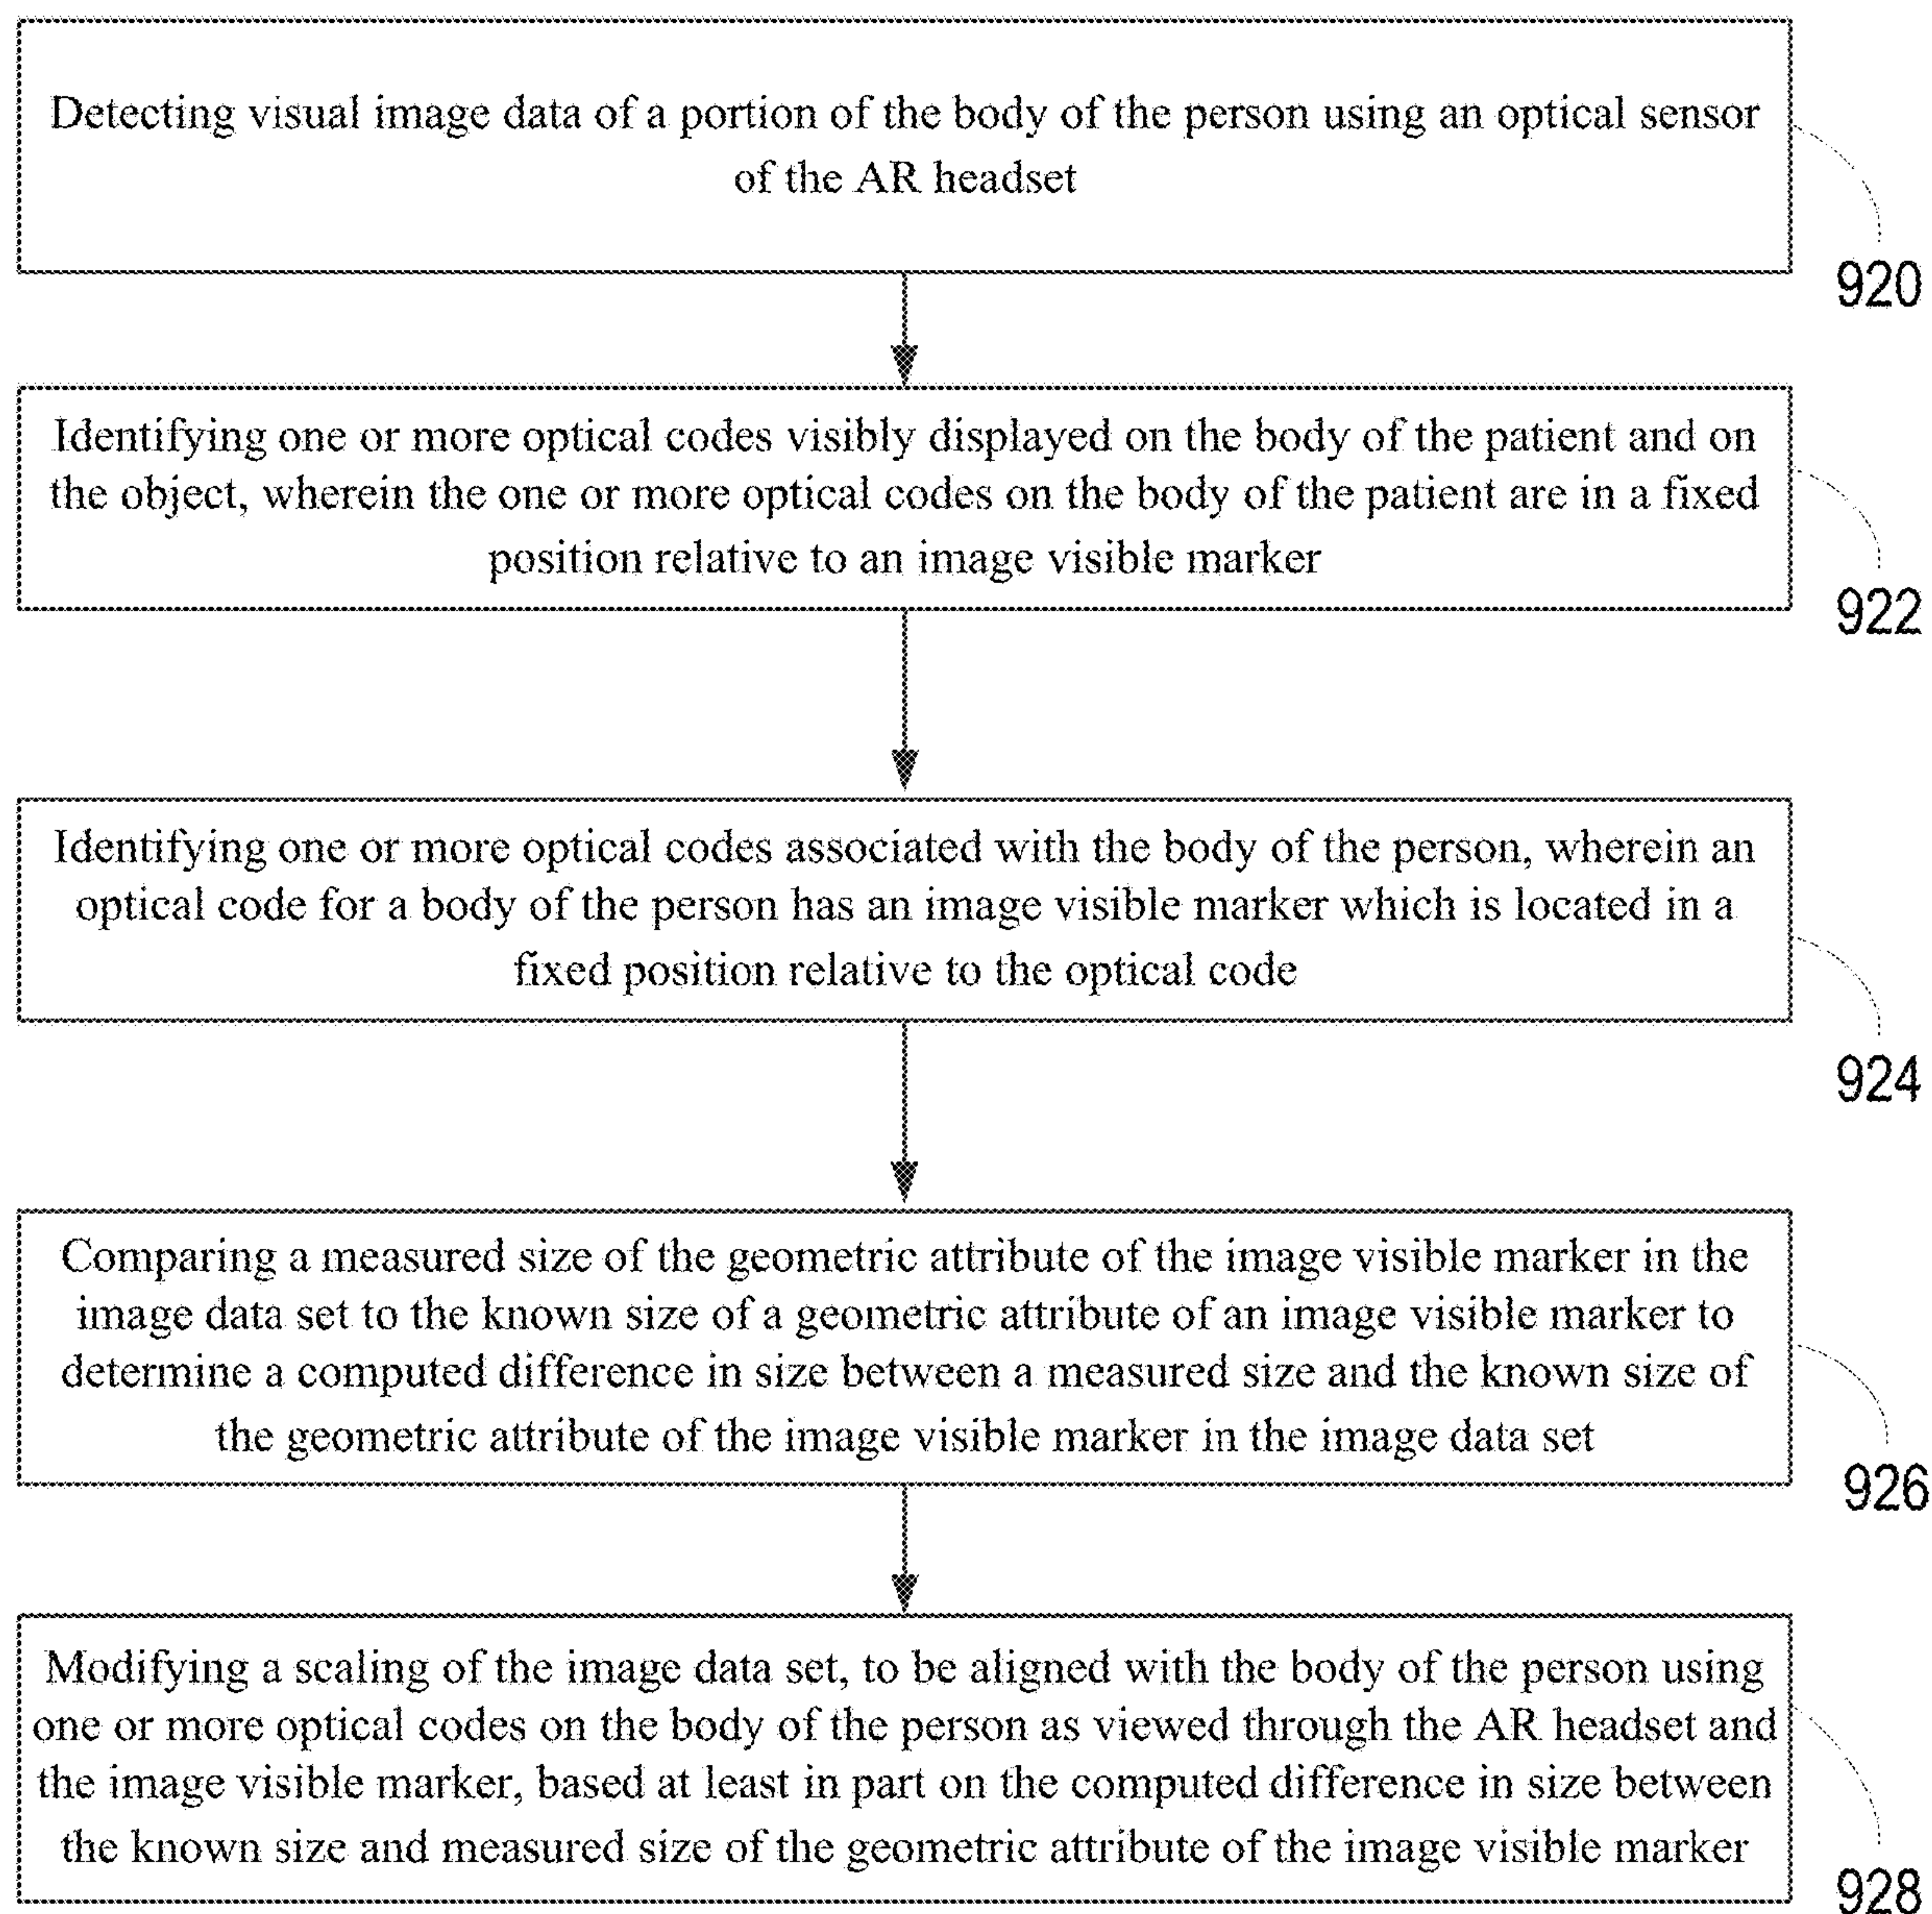 Detecting visual image data of a portion of the body of the person using an optical sensor
of the AR headset
920
Identifying one or more optical codes visibly displayed on the body of the patient and on
the object, wherein the one or more optical codes on the body of the patient are in a fixed
position relative to an image visible marker
922
Identifying one or more optical codes associated with the body of the person, wherein an
optical code for a body of the person has an image visible marker which is located in a
fixed position relative to the optical code
924
Comparing a measured size of the geometric attribute of the image visible marker in the
image data set to the known size of a geometric attribute of an image visible marker to
determine a computed difference in size between a measured size and the known size of
the geometric attribute of the image visible marker in the image data set
926
Modifying a scaling of the image data set, to be aligned with the body of the person using
one or more optical codes on the body of the person as viewed through the AR headset and
the image visible marker, based at least in part on the computed difference in size between
the known size and measured size of the geometric attribute of the image visible marker
928